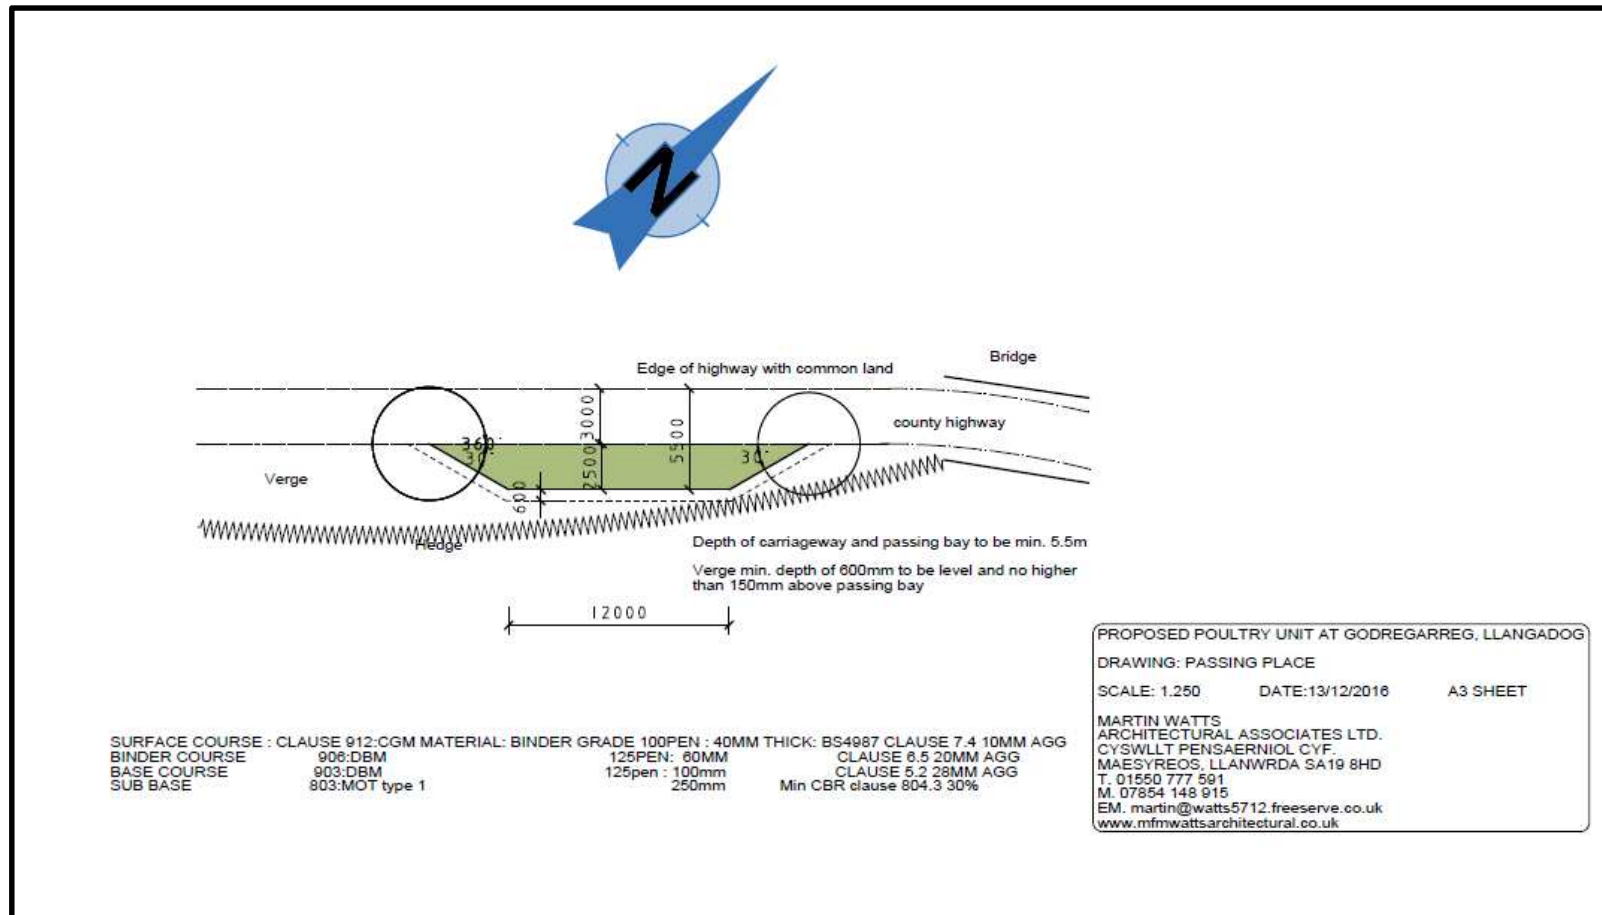 N
Edge of highway with common land
Bridge
county highway
3000
5500
2500
360°
30°
30°
600
Verge
Hedge
Depth of carriageway and passing bay to be min. 5.5m
Verge min. depth of 600mm to be level and no higher
than 150mm above passing bay
12000
PROPOSED POULTRY UNIT AT GODREGARREG, LLANGADOG
DRAWING: PASSING PLACE
SCALE: 1.250 DATE:13/12/2016 A3 SHEET
MARTIN WATTS
ARCHITECTURAL ASSOCIATES LTD.
CYSWLLT PENSAERNIOL CYF.
MAESYREOS, LLANWRDA SA19 8HD
T. 01550 777 591
M. 07854 148 915
EM. martin@watts5712.freeserve.co.uk
www.mfmwattsarchitectural.co.uk
SURFACE COURSE : CLAUSE 912:CGM MATERIAL: BINDER GRADE 100PEN : 40MM THICK: BS4987 CLAUSE 7.4 10MM AGG
BINDER COURSE 906:DBM 125PEN: 60MM CLAUSE 6.5 20MM AGG
BASE COURSE 903:DBM 125pen : 100mm CLAUSE 5.2 28MM AGG
SUB BASE 803:MOT type 1 250mm Min CBR clause 804.3 30%